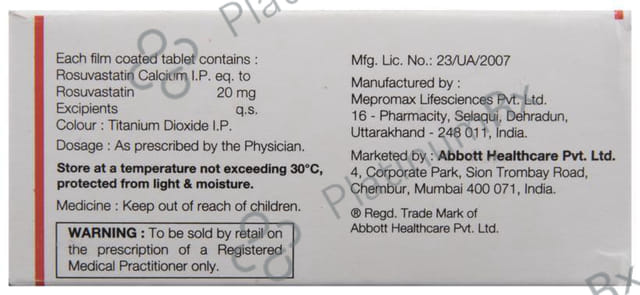 Each film coated tablet contains :
Rosuvastatin Calcium I.P. eq. to
Rosuvastatin 20 mg
Excipients q.s.
Colour : Titanium Dioxide I.P.
Dosage : As prescribed by the Physician.
Store at a temperature not exceeding 30°C,
protected from light & moisture.
Medicine : Keep out of reach of children.
WARNING : To be sold by retail on
the prescription of a Registered
Medical Practitioner only.
Mfg. Lic. No.: 23/UA/2007
Manufactured by :
Mepromax Lifesciences Pvt. Ltd.
16 - Pharmacity, Selaqui, Dehradun,
Uttarakhand - 248 011, India.
Marketed by : Abbott Healthcare Pvt. Ltd.
4, Corporate Park, Sion Trombay Road,
Chembur, Mumbai 400 071, India.
® Regd. Trade Mark of
Abbott Healthcare Pvt. Ltd.
PlatinumRx